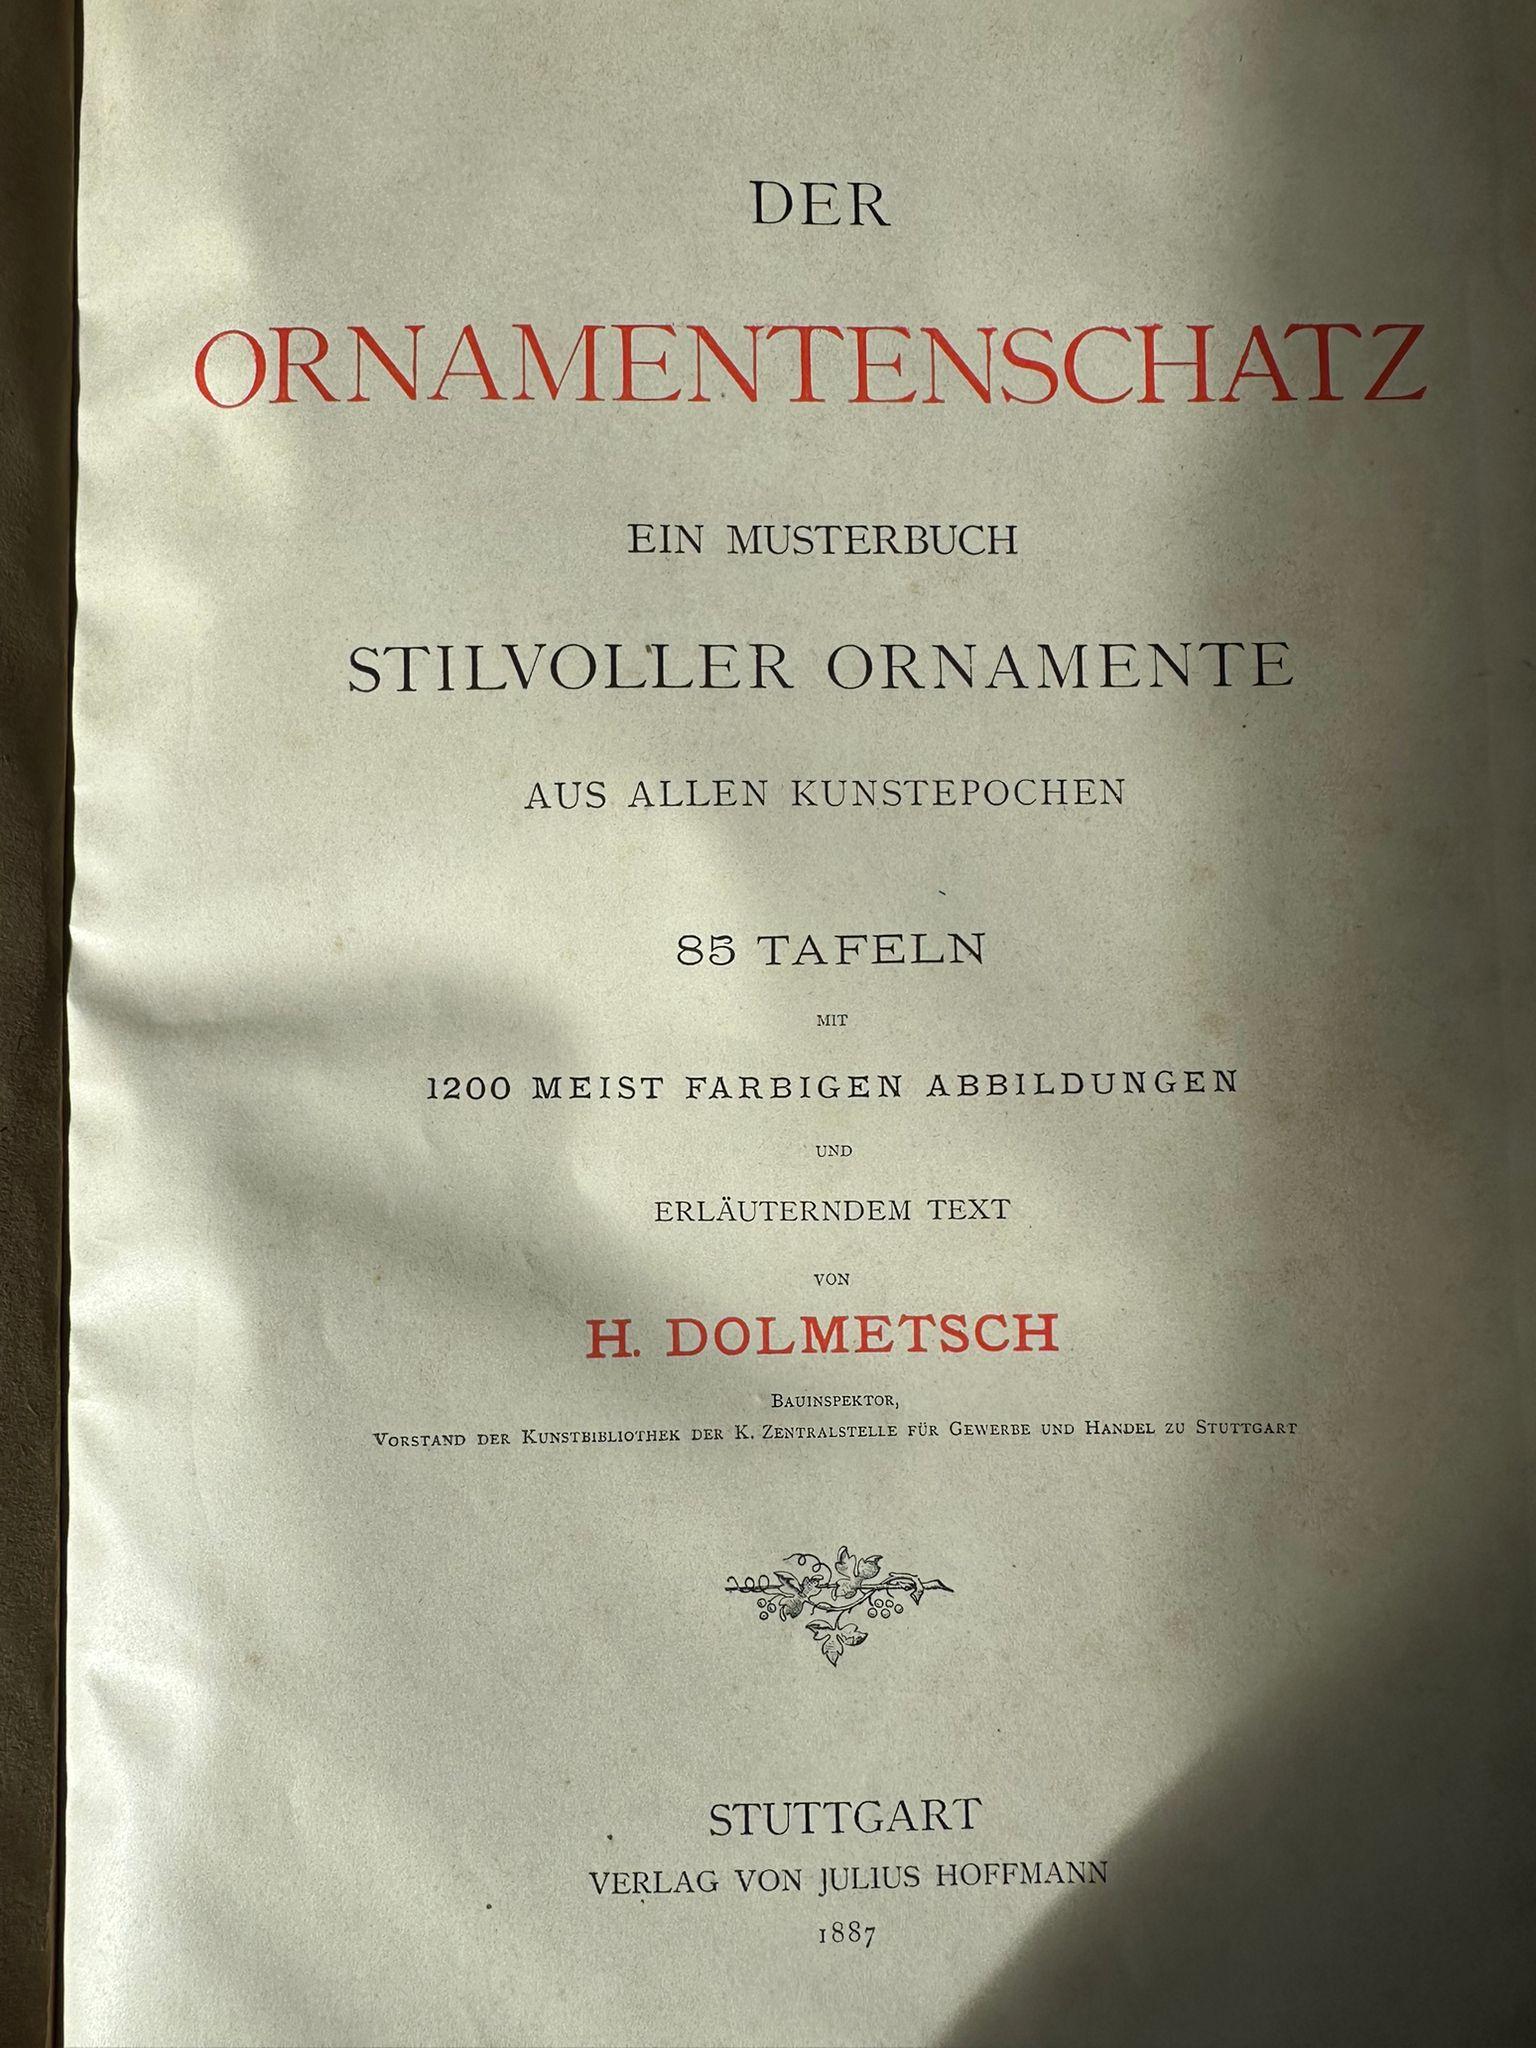 DER
ORNAMENTENSCHATZ
EIN MUSTERBUCH
STILVOLLER ORNAMENTE
AUS ALLEN KUNSTEPOCHEN
85 TAFELN
MIT
1200 MEIST FARBIGEN ABBILDUNGEN
UND
ERLÄUTERNDEM TEXT
VON
H. DOLMETSCH
BAUINSPEKTOR,
VORSTAND DER KUNSTBIBLIOTHEK DER K. ZENTRALSTELLE FÜR GEWERBE UND HANDEL ZU STUTTGART
STUTTGART
VERLAG VON JULIUS HOFFMANN
1887